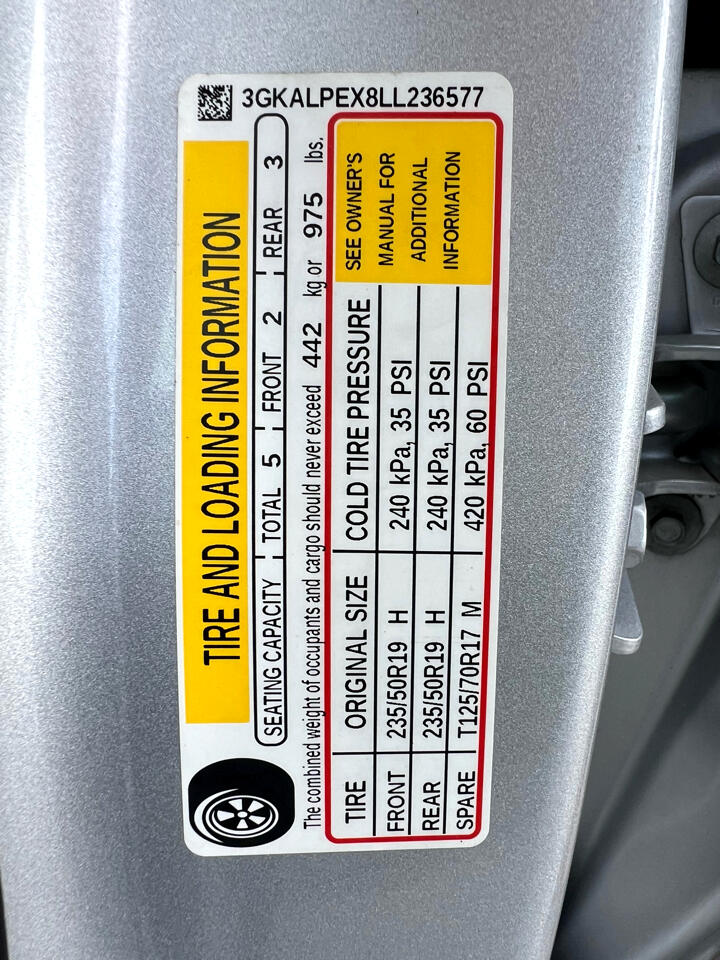 3GKALPEX8LL236577
TIRE AND LOADING INFORMATION
SEATING CAPACITY TOTAL 5 FRONT 2 REAR 3
The combined weight of occupants and cargo should never exceed 442 kg or 975 lbs.
TIRE ORIGINAL SIZE COLD TIRE PRESSURE
FRONT 235/50R19 H 240 kPa, 35 PSI
REAR 235/50R19 H 240 kPa, 35 PSI
SPARE T125/70R17 M 420 kPa, 60 PSI
SEE OWNER'S
MANUAL FOR
ADDITIONAL
INFORMATION